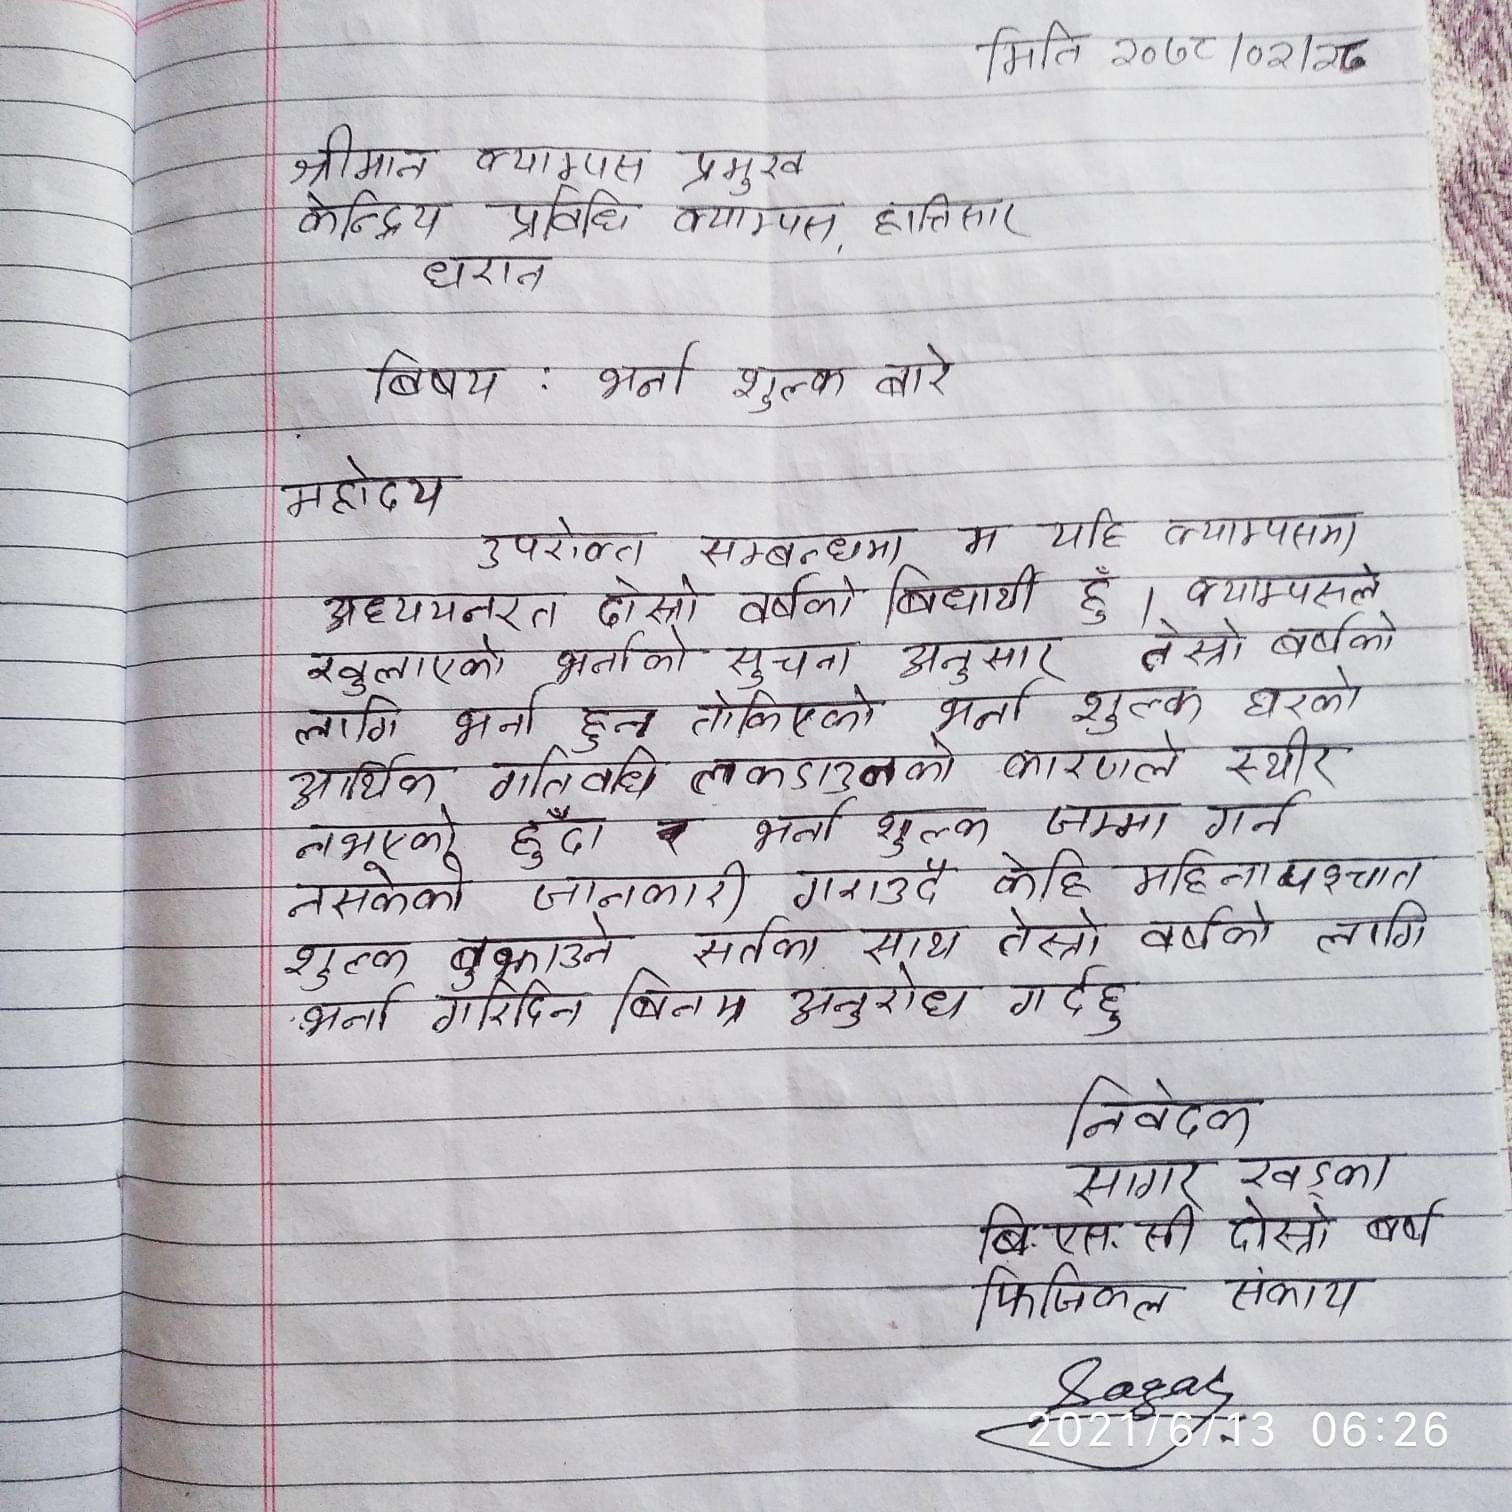 मिति २०७८/०२/२८
श्रीमान क्याम्पस प्रमुख
केन्द्रिय प्रविधि क्याम्पस, हात्तिसार
धरान
बिषय : भर्ना शुल्क बारे
महोदय
उपरोक्त सम्बन्धमा म यहि क्याम्पसमा
अध्ययनरत दोस्रो वर्षको बिधार्थी हुँ । क्याम्पसले
खुलाएको भर्नाको सुचना अनुसार तेस्रो बर्षको
लागि भर्ना हुन तोकिएको भर्ना शुल्क घरको
आर्थिक गतिवधि लकडाउनको कारणले स्थीर
नभएको हुँदा र भर्ना शुल्क जम्मा गर्न
नसकेको जानकारी गराउदै केहि महिना पश्चात
शुल्क बुझाउने सर्तका साथ तेस्रो वर्षको लागि
भर्ना गरिदिन बिनम्र अनुरोध गर्दछु
निवेदक
सागर खड्का
बि.एस. सी दोस्रो बर्ष
फिजिकल संकाय
Sagar
2021/6/13 06:26